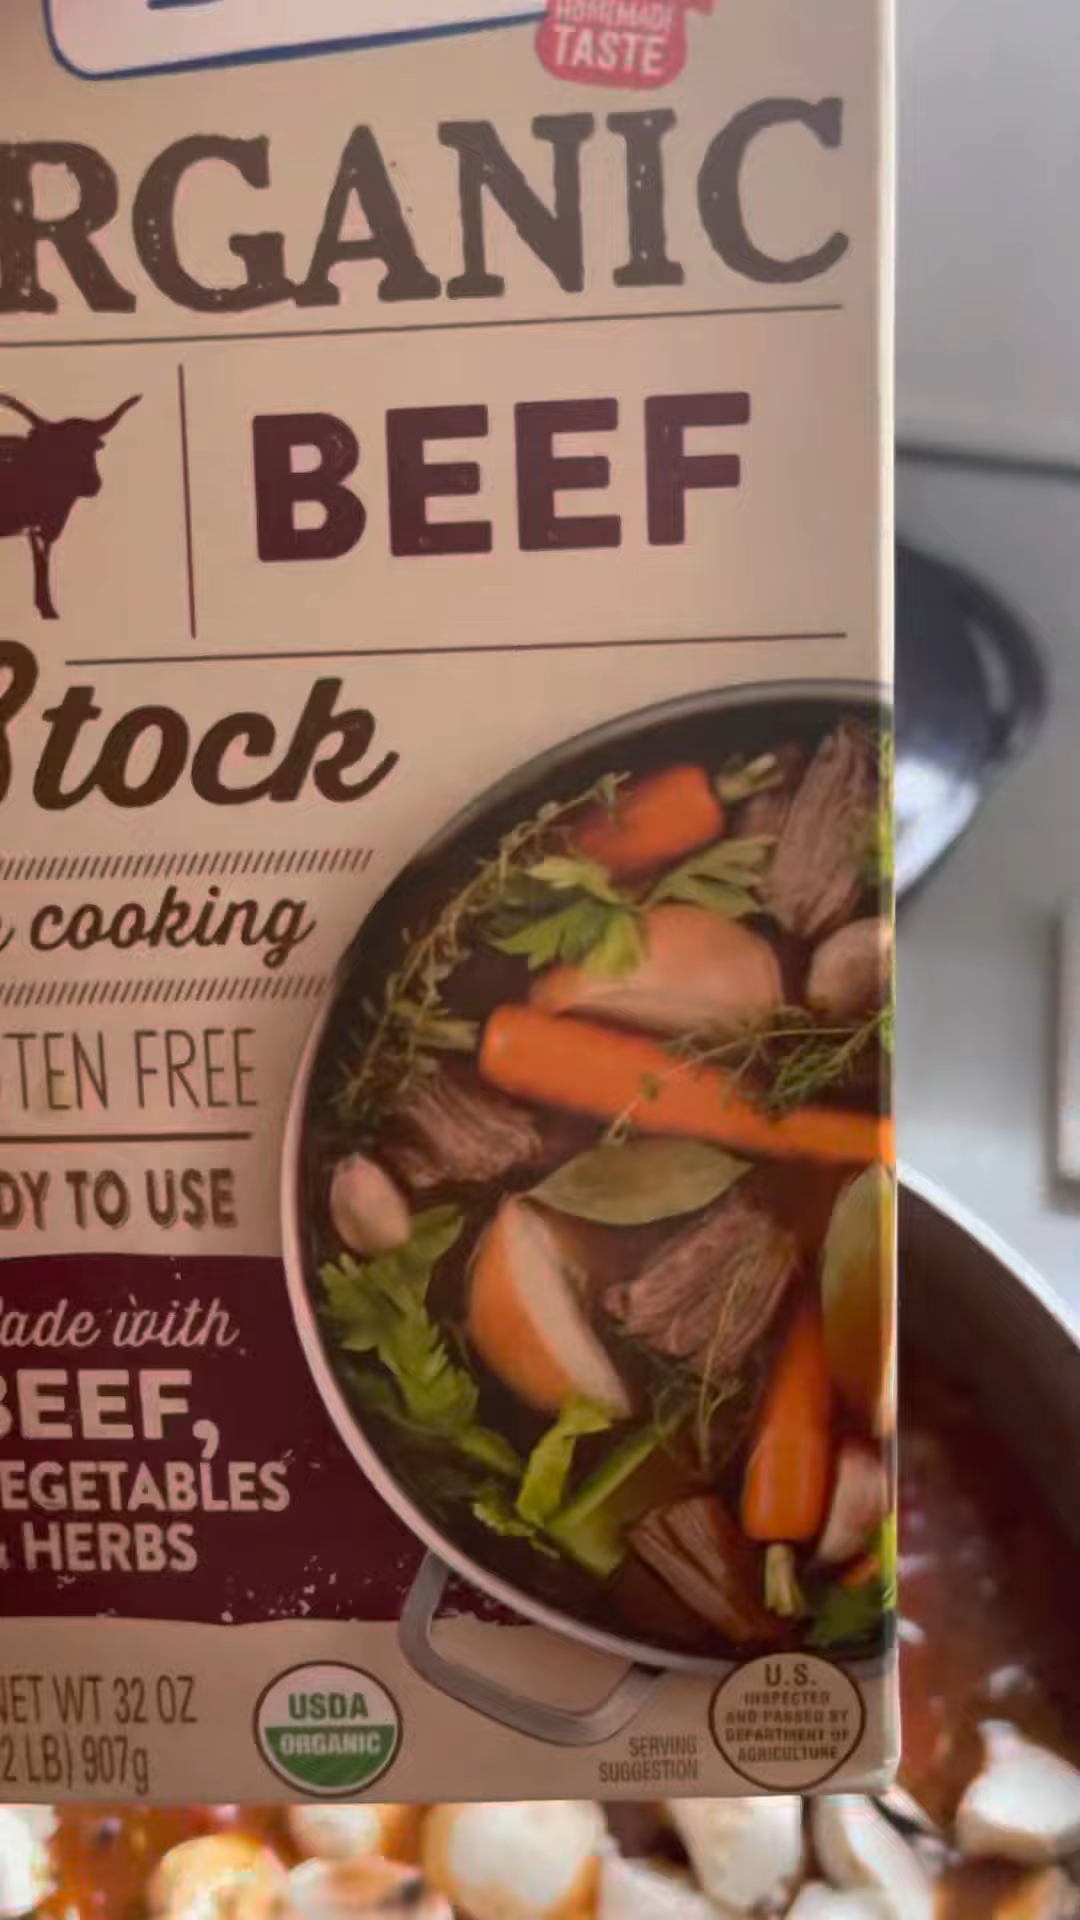 HOMEMADE
TASTE
RGANIC
BEEF
Stock
cooking
TEN FREE
DY TO USE
ade with
BEEF,
EGETABLES
HERBS
NET WT 32 OZ
2 LB) 907g
USDA
ORGANIC
SERVING
SUGGESTION
U.S.
INSPECTED
AND PASSED BY
DEPARTMENT OF
AGRICULTURE